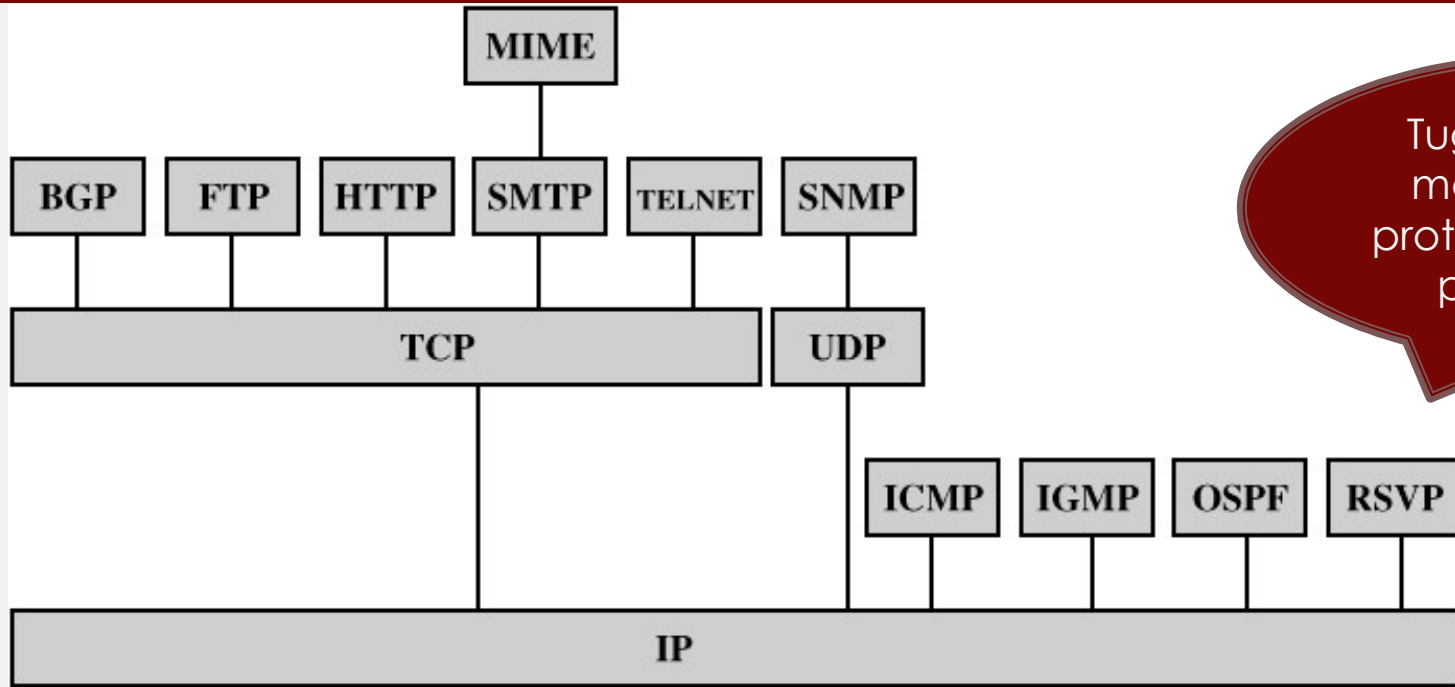 MIME
BGP FTP HTTP SMTP TELNET SNMP
TCP UDP
ICMP IGMP OSPF RSVP
IP